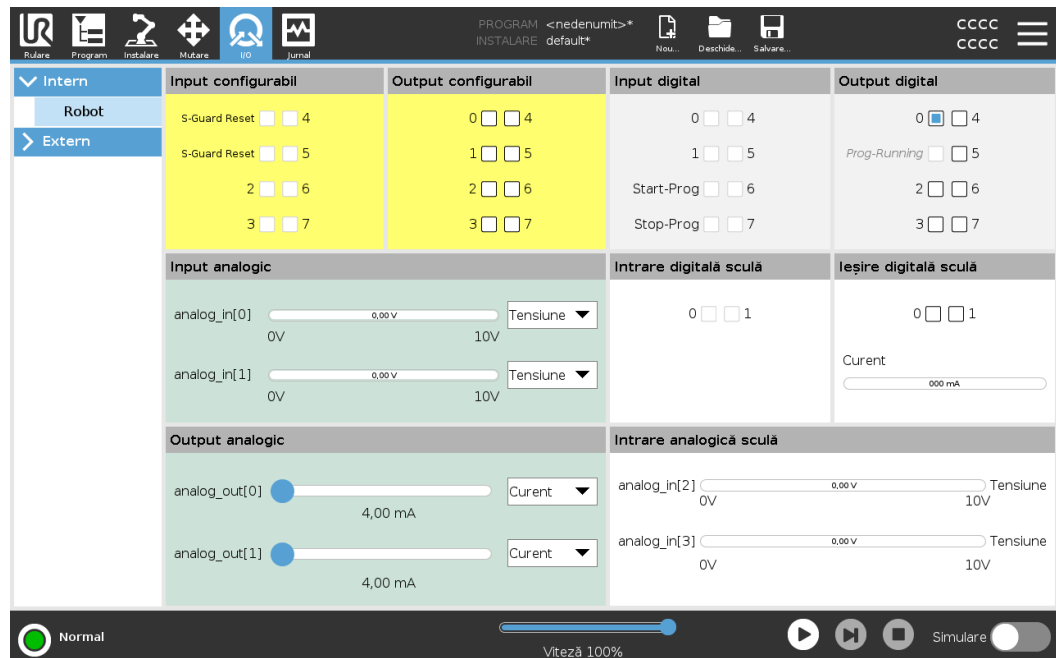 PROGRAM <nedenumit>*
INSTALARE default*
cccc
cccc
UR
Rulare Program Instalare Mutare I/O Jurnal Nou... Deschide... Salvare...
Intern
Robot
Extern
Input configurabil
S-Guard Reset 4
S-Guard Reset 5
2 6
3 7
Output configurabil
0 4
1 5
2 6
3 7
Input digital
0 4
1 5
Start-Prog 6
Stop-Prog 7
Output digital
0 4
Prog-Running 5
2 6
3 7
Input analogic
analog_in[0] 0,00 V Tensiune
0V 10V
analog_in[1] 0,00 V Tensiune
0V 10V
Intrare digitală sculă
0 1
Ieșire digitală sculă
0 1
Curent
000 mA
Output analogic
analog_out[0] Curent
4,00 mA
analog_out[1] Curent
4,00 mA
Intrare analogică sculă
analog_in[2] 0,00 V Tensiune
0V 10V
analog_in[3] 0,00 V Tensiune
0V 10V
Normal
Viteză 100%
Simulare